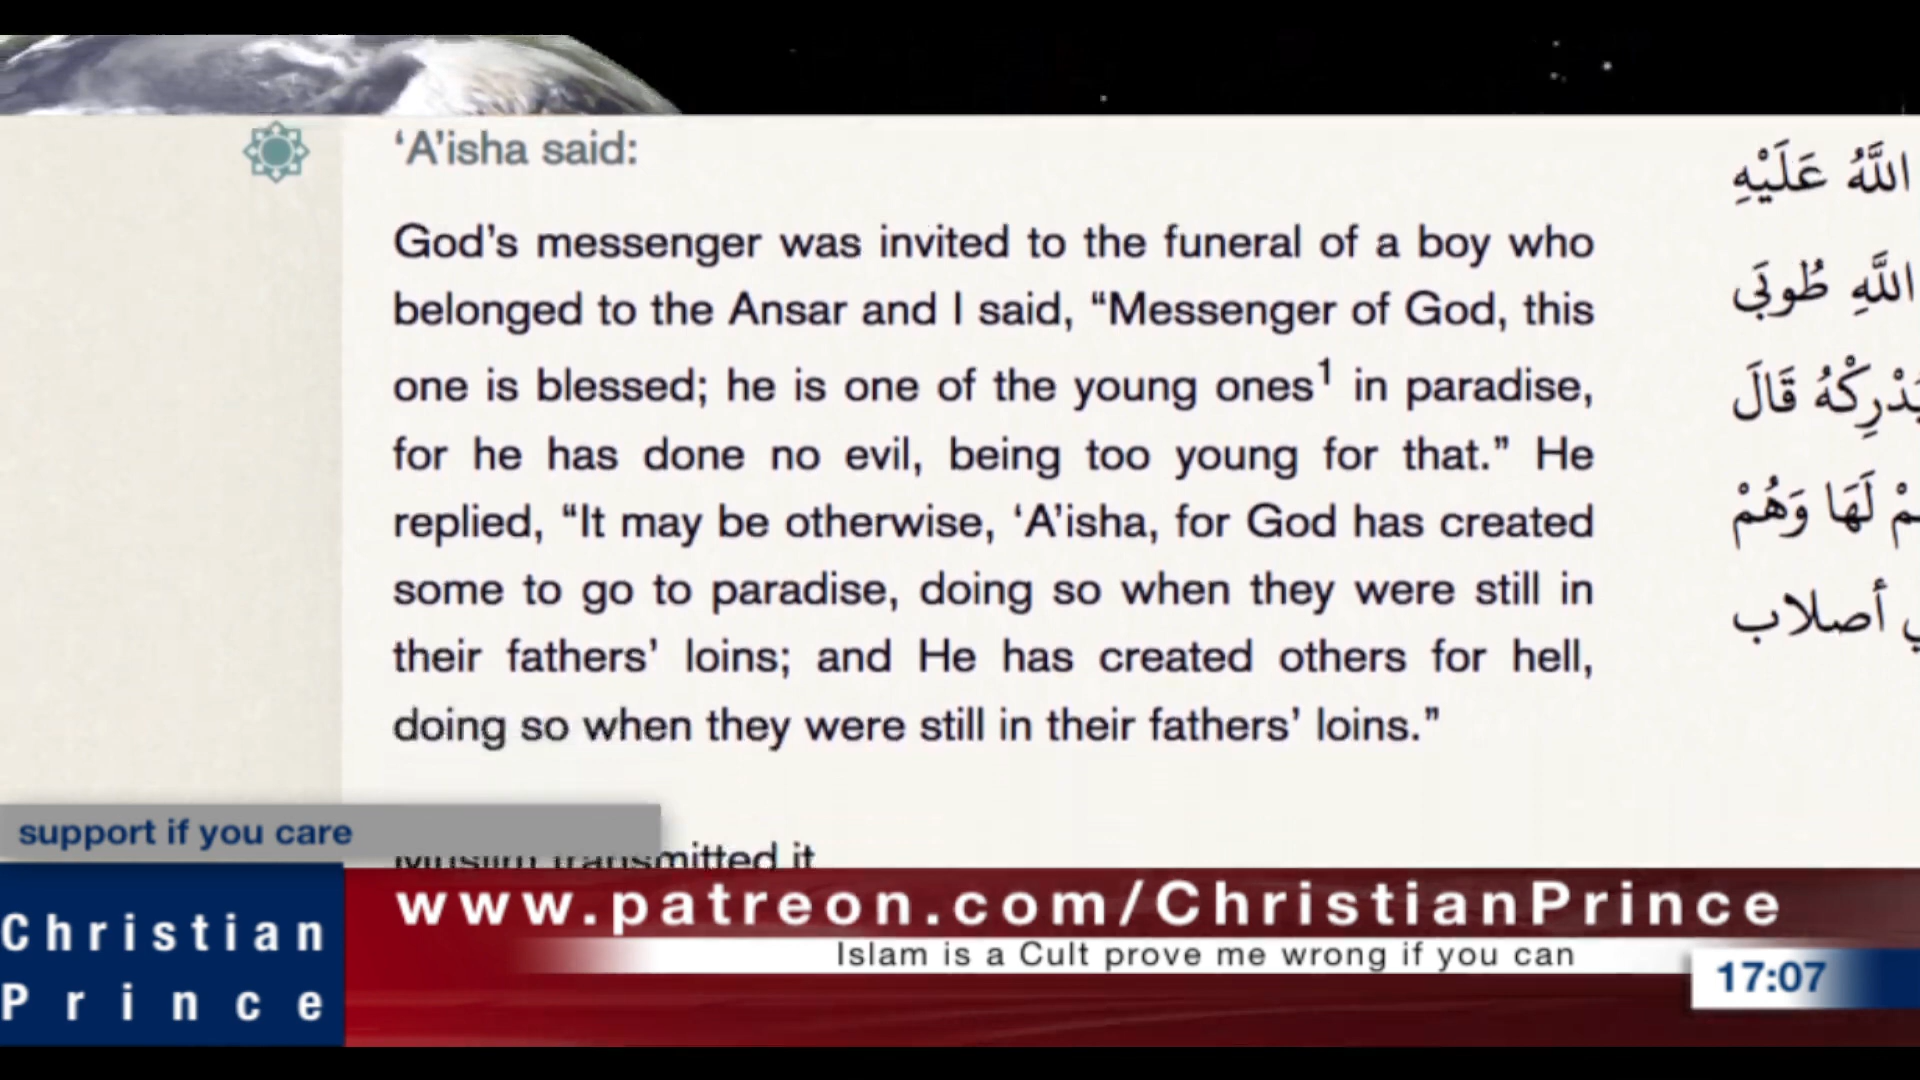 ‘A’isha said:
God’s messenger was invited to the funeral of a boy who
belonged to the Ansar and I said, “Messenger of God, this
one is blessed; he is one of the young ones¹ in paradise,
for he has done no evil, being too young for that.” He
replied, “It may be otherwise, ‘A’isha, for God has created
some to go to paradise, doing so when they were still in
their fathers’ loins; and He has created others for hell,
doing so when they were still in their fathers’ loins.”
Muslim transmitted it
اللَّهُ عَلَيْهِ
اللَّهِ طُوبَى
يُدْرِكْهُ قَالَ
لَهَا وَهُمْ
أصلاب
support if you care
Christian
Prince
www.patreon.com/ChristianPrince
Islam is a Cult prove me wrong if you can
17:07